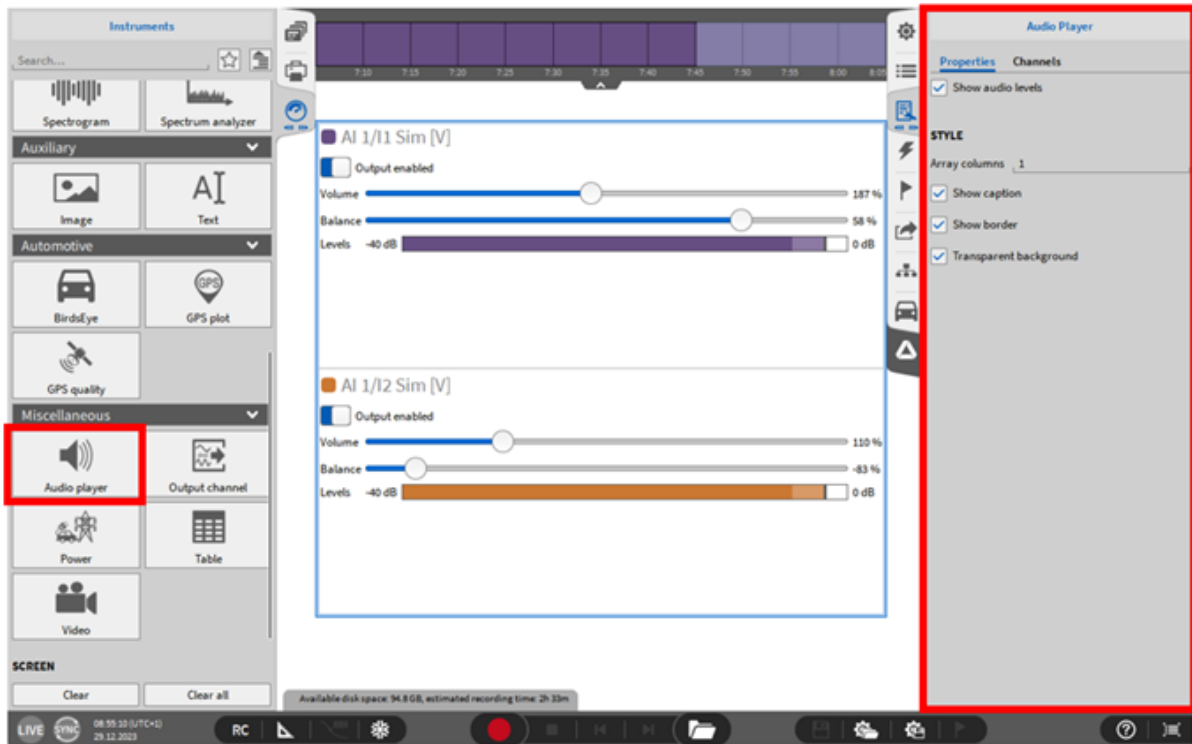 Instruments
Search...
Spectrogram
Spectrum analyzer
Auxiliary
AI
Image
Text
Automotive
GPS
BirdsEye
GPS plot
GPS quality
Miscellaneous
Audio player
Output channel
Power
Table
Video
SCREEN
Clear
Clear all
7:10 7:15 7:20 7:25 7:30 7:35 7:40 7:45 7:50 7:55 8:00 8:05
AI 1/I1 Sim [V]
Output enabled
Volume 187 %
Balance 58 %
Levels -40 dB 0 dB
AI 1/I2 Sim [V]
Output enabled
Volume 110 %
Balance -83 %
Levels -40 dB 0 dB
Available disk space: 94.8 GB, estimated recording time: 2h 33m
Audio Player
Properties Channels
Show audio levels
STYLE
Array columns 1
Show caption
Show border
Transparent background
LIVE SYNC 08:55:10 (UTC+1)
29.12.2023
RC